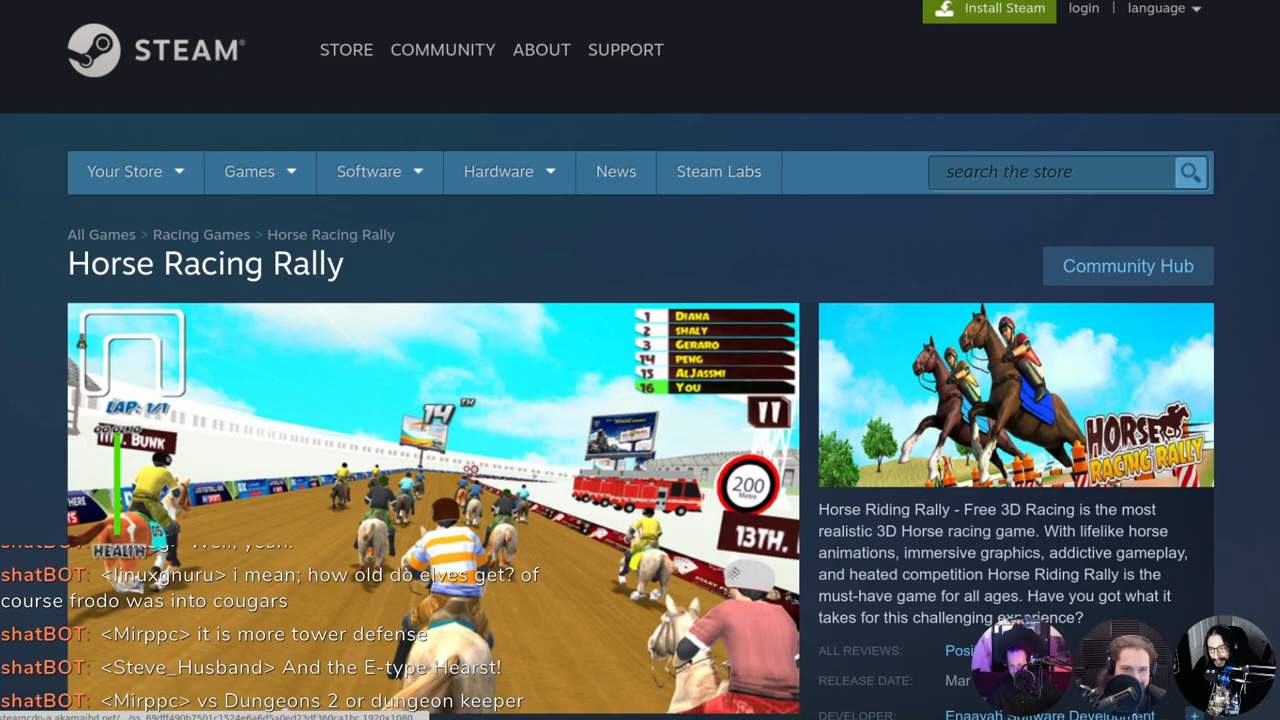 Install Steam
login
language
STEAM®
STORE
COMMUNITY
ABOUT
SUPPORT
Your Store
Games
Software
Hardware
News
Steam Labs
search the store
All Games > Racing Games > Horse Racing Rally
Horse Racing Rally
Community Hub
1 DIANA
2 SHALY
3 GERARO
14 PENG
15 ALJASSMI
16 YOU
LAP: 1/1
14TH
BUNK
200
Metre
13TH.
HEALTH
HORSE
RACING RALLY
Horse Riding Rally - Free 3D Racing is the most
realistic 3D Horse racing game. With lifelike horse
animations, immersive graphics, addictive gameplay,
and heated competition Horse Riding Rally is the
must-have game for all ages. Have you got what it
takes for this challenging experience?
ALL REVIEWS:
RELEASE DATE: Mar
DEVELOPER: Enaayah Software Development
shatBOT: <linuxgnuru> i mean; how old do elves get? of
course frodo was into cougars
shatBOT: <Mirppc> it is more tower defense
shatBOT: <Steve_Husband> And the E-type Hearst!
shatBOT: <Mirppc> vs Dungeons 2 or dungeon keeper